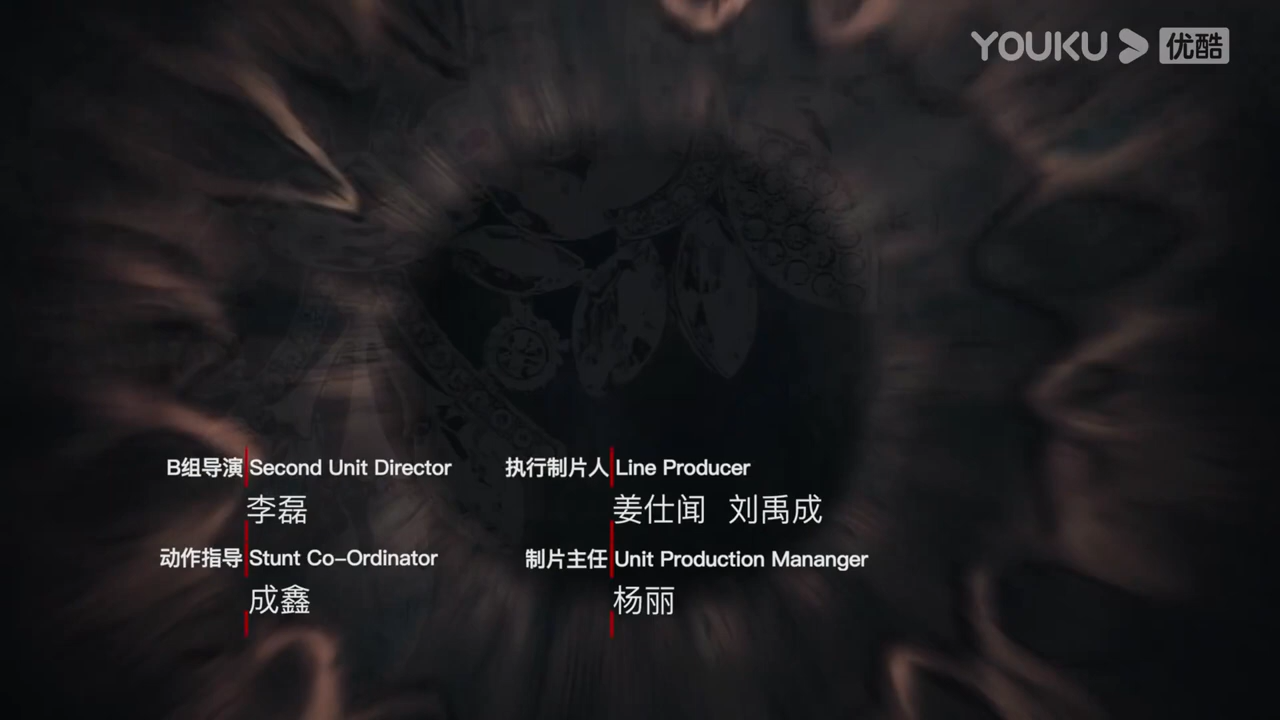 YOUKU 优酷
B组导演 Second Unit Director
李磊
动作指导 Stunt Co-Ordinator
成鑫
执行制片人 Line Producer
姜仕闻 刘禹成
制片主任 Unit Production Mananger
杨丽